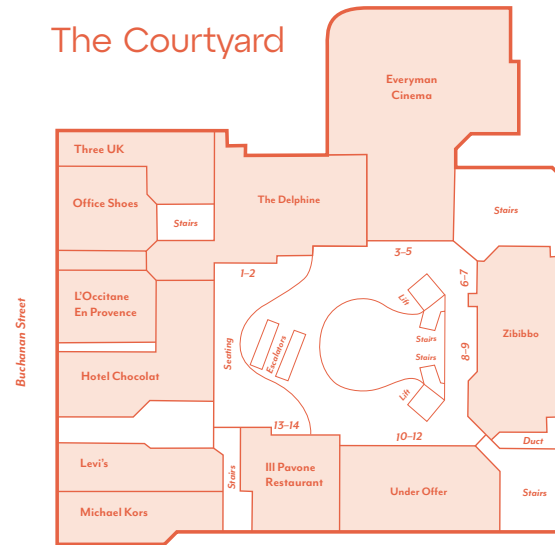 The Courtyard
Everyman
Cinema
Three UK
Office Shoes
Stairs
The Delphine
Stairs
1–2
3–5
6–7
L'Occitane
En Provence
Lift
Stairs
Zibibbo
Buchanan Street
Seating
Escalators
Stairs
8–9
Hotel Chocolat
Lift
13–14
10–12
Duct
Levi's
Stairs
Ill Pavone
Restaurant
Under Offer
Stairs
Michael Kors